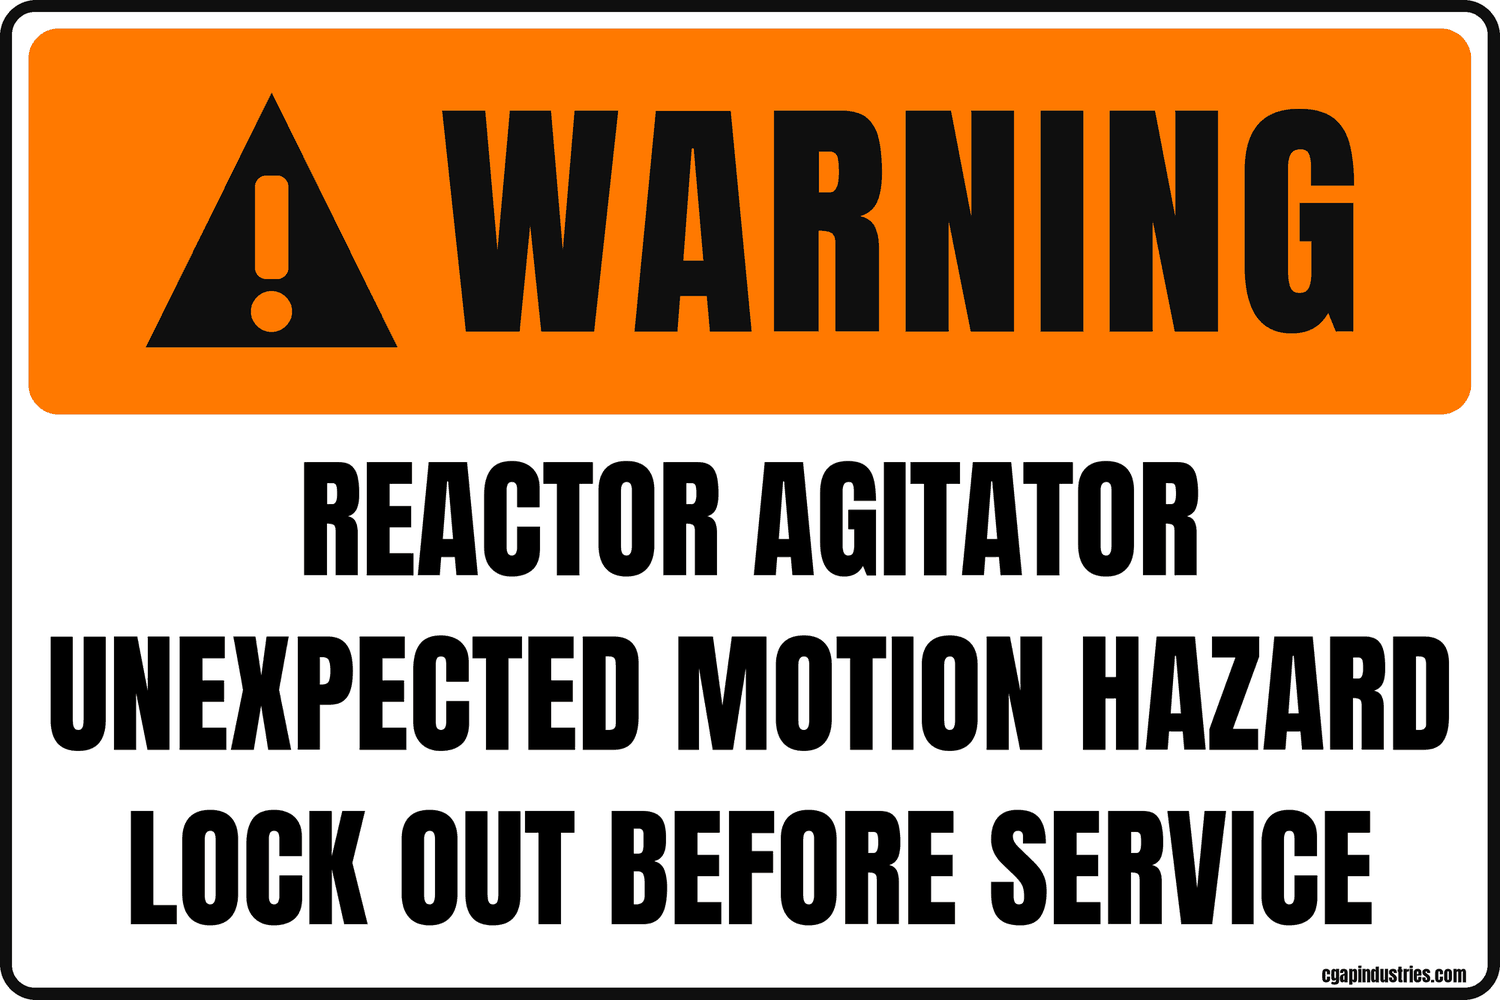 WARNING
REACTOR AGITATOR
UNEXPECTED MOTION HAZARD
LOCK OUT BEFORE SERVICE
cgapindustries.com